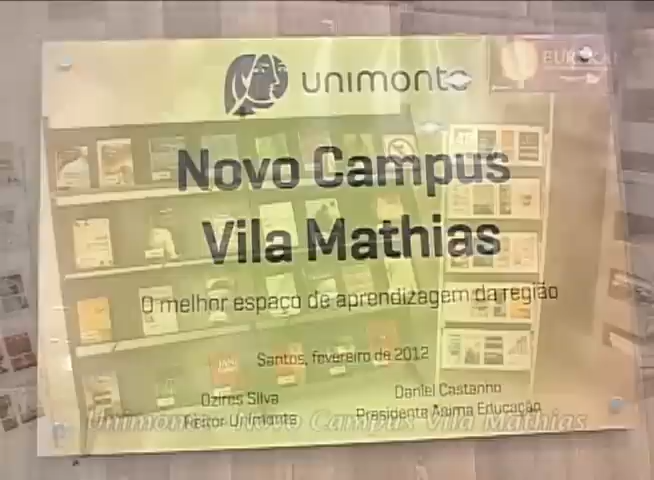 unimonte
EUREKA!
Novo Campus
Vila Mathias
O melhor espaço de aprendizagem da região
Santos, fevereiro de 2012
Ozires Silva
Reitor Unimonte
Daniel Castanho
Presidente Anima Educação
Unimonte Novo Campus Vila Mathias